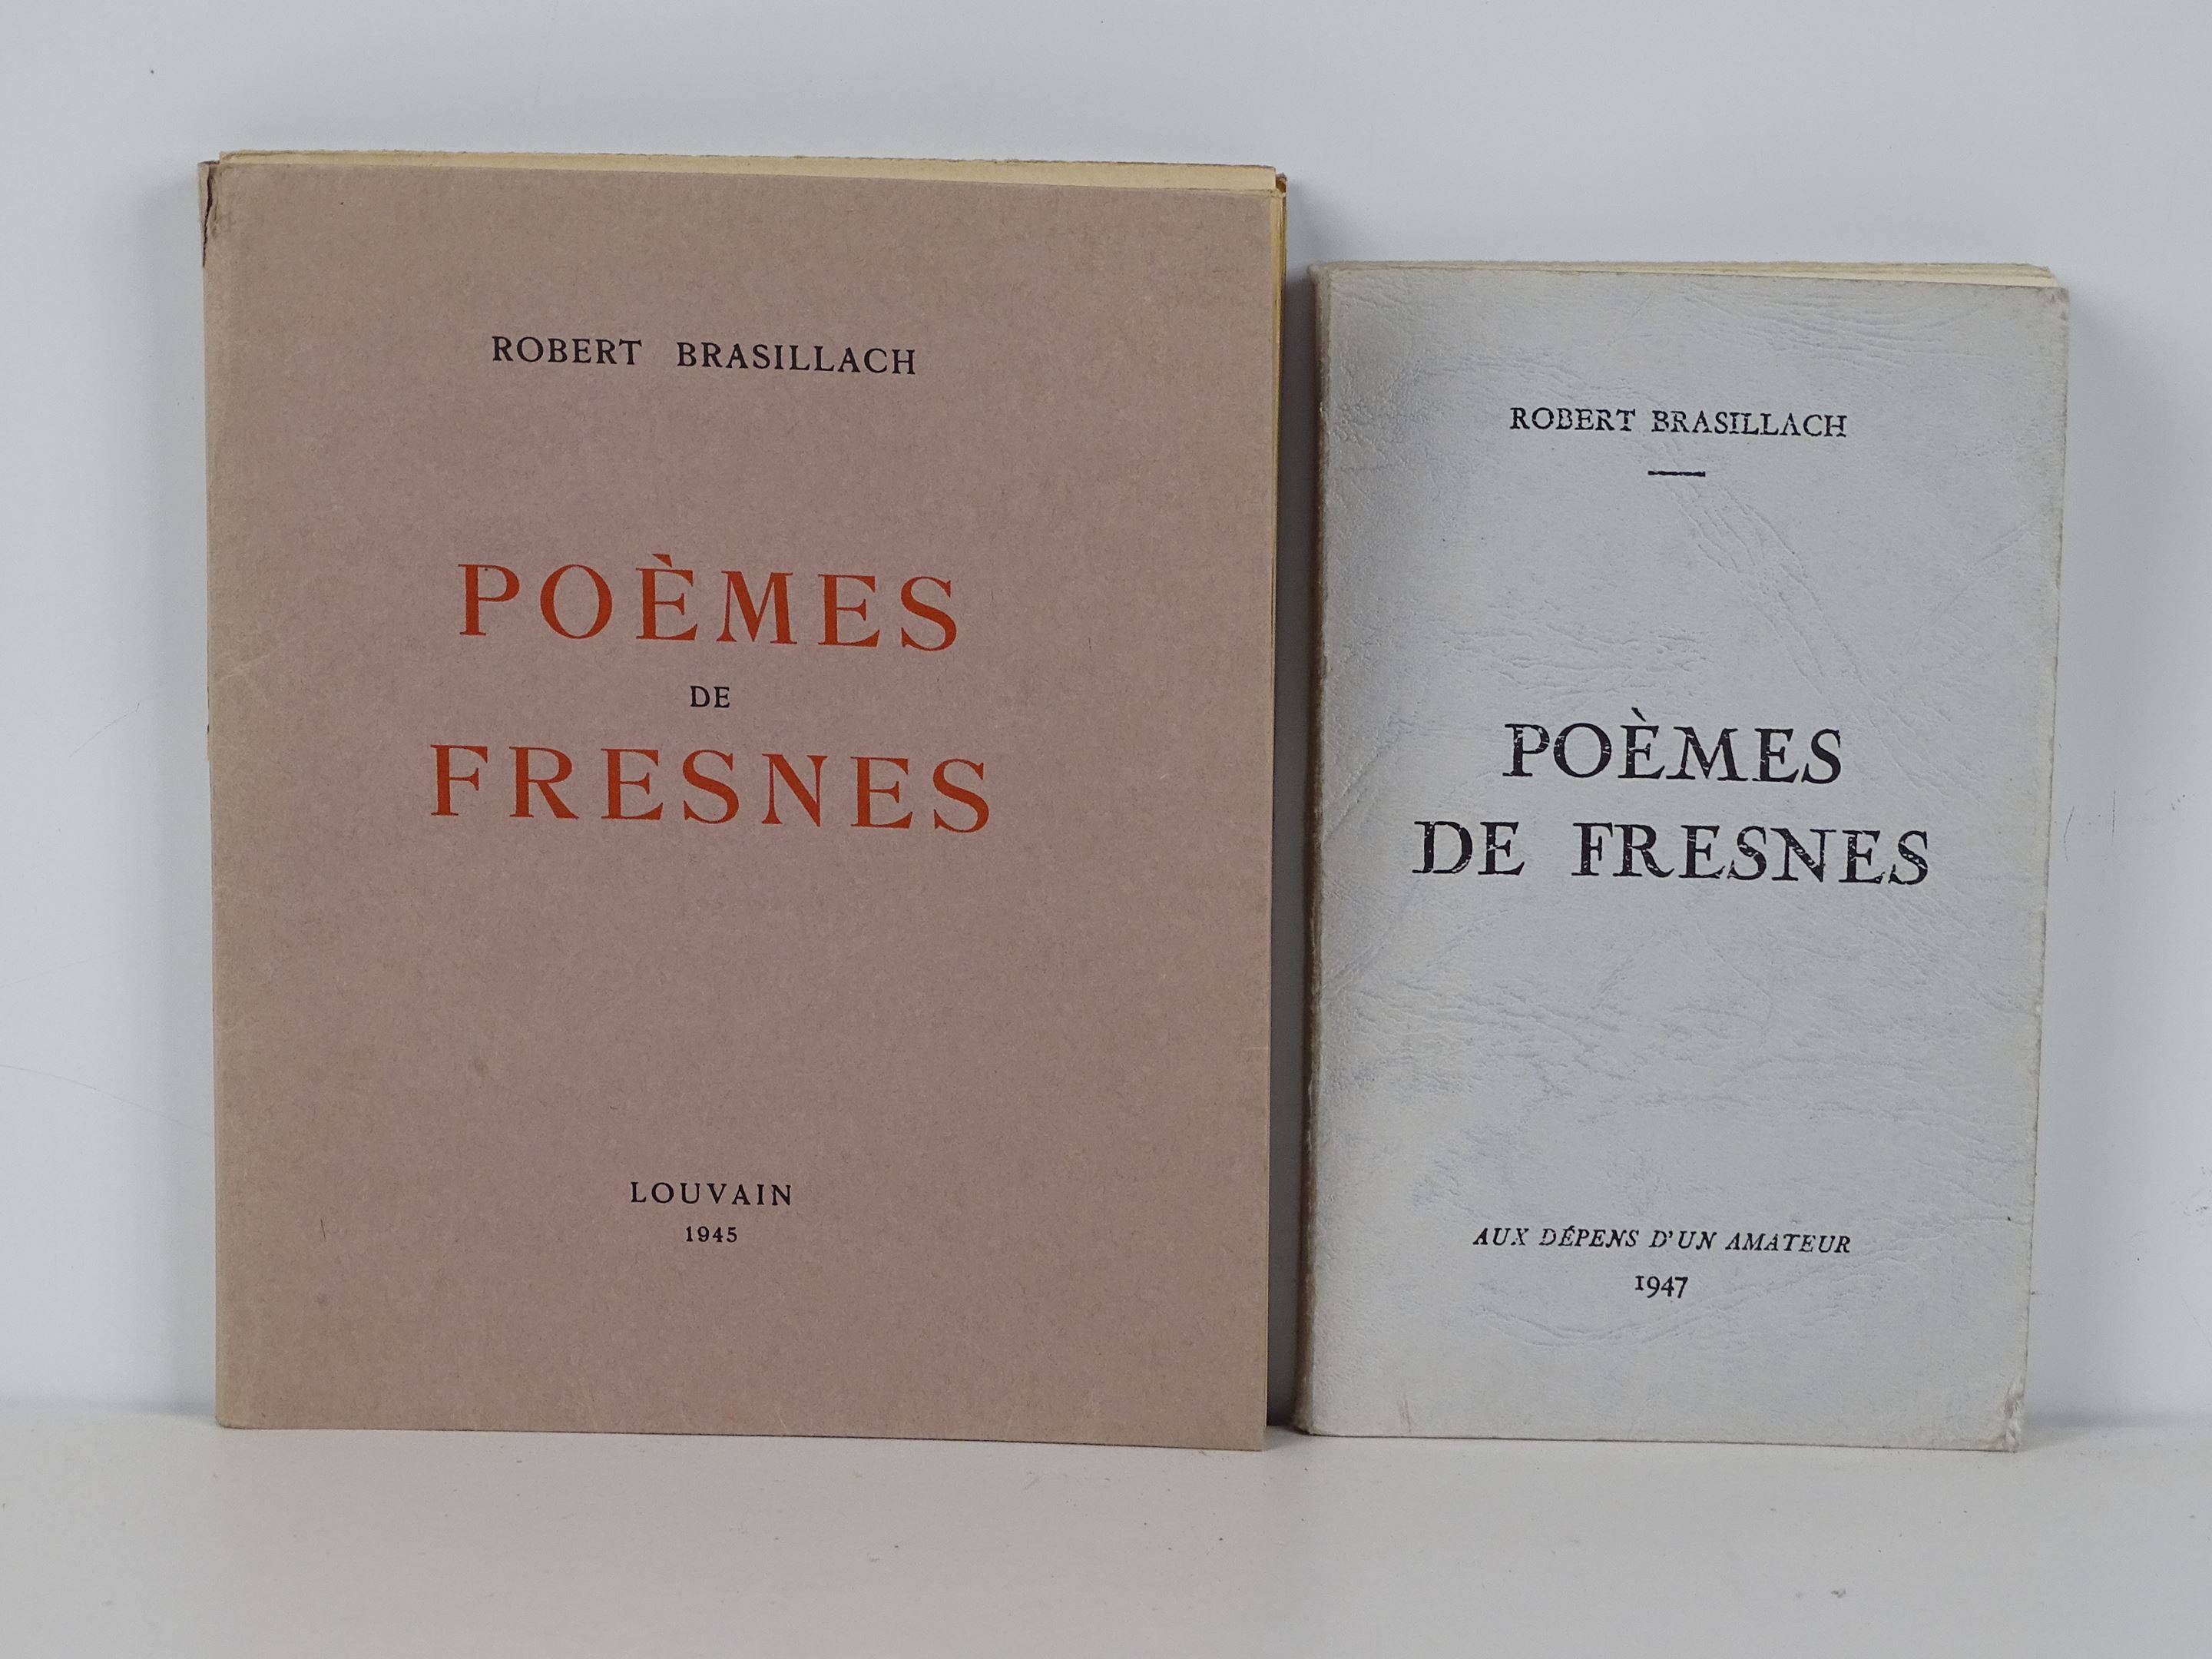 ROBERT BRASILLACH
POÈMES
DE
FRESNES
LOUVAIN
1945
ROBERT BRASILLACH
POÈMES
DE FRESNES
AUX DÉPENS D'UN AMATEUR
1947